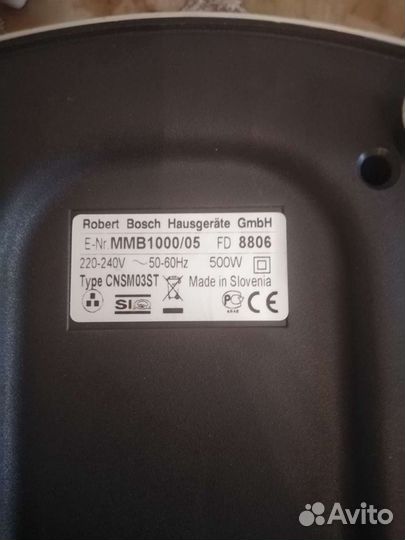 Robert Bosch Hausgeräte GmbH
E-Nr MMB1000/05 FD 8806
220-240V ~50-60Hz 500W
Type CNSM03ST Made in Slovenia
SIQ PC CE
Avito